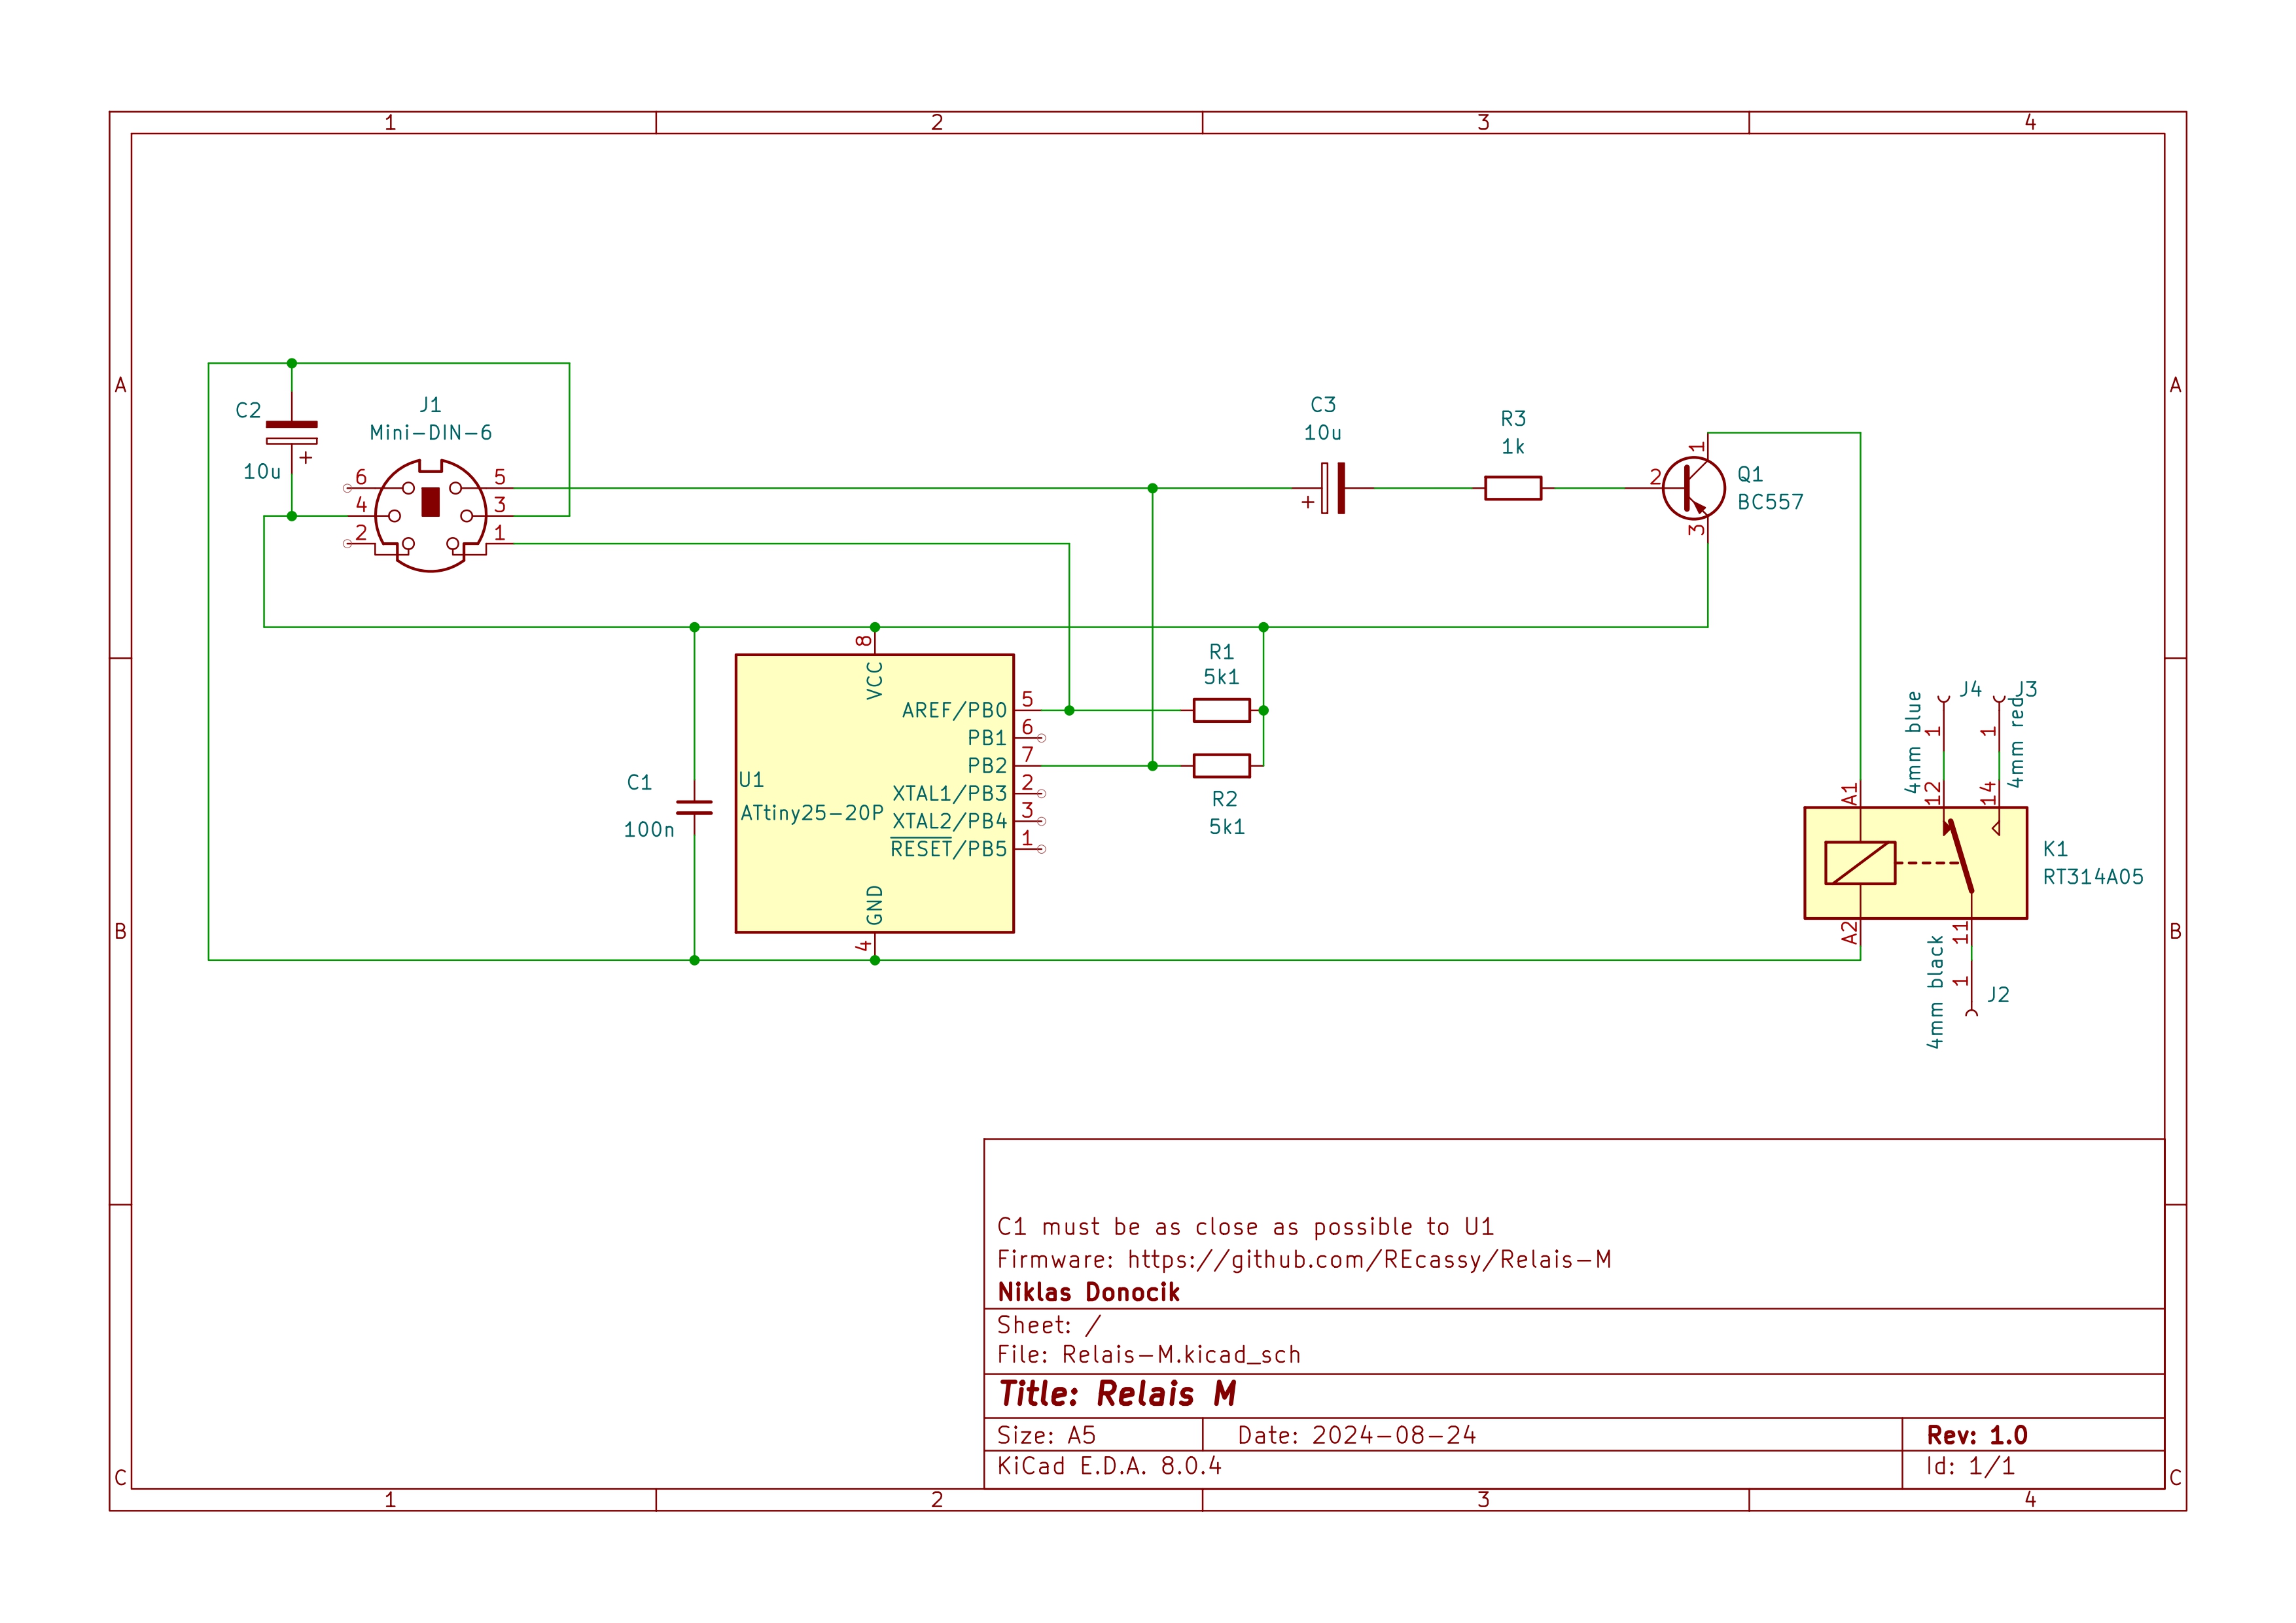 1 2 3 4
A A
C2
10u
J1
Mini-DIN-6
6 5
4 3
2 1
C3
10u
R3
1k
2
1
3
Q1
BC557
R1
5k1
R2
5k1
C1
100n
U1
ATtiny25-20P
8
VCC
AREF/PB0 5
PB1 6
PB2 7
XTAL1/PB3 2
XTAL2/PB4 3
RESET/PB5 1
GND
4
J4
4mm blue
1
J3
4mm red
1
A1
12
14
K1
RT314A05
A2
11
4mm black
1
J2
B B
C1 must be as close as possible to U1
Firmware: https://github.com/REcassy/Relais-M
Niklas Donocik
Sheet: /
File: Relais-M.kicad_sch
Title: Relais M
Size: A5 Date: 2024-08-24 Rev: 1.0
KiCad E.D.A. 8.0.4 Id: 1/1
C C
1 2 3 4